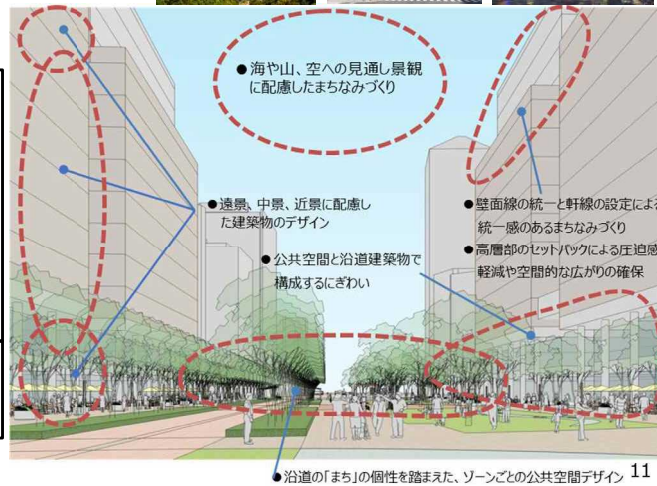 ●海や山、空への見通し景観
に配慮したまちなみづくり
●遠景、中景、近景に配慮し
た建築物のデザイン
●壁面線の統一と軒線の設定による
統一感のあるまちなみづくり
●高層部のセットバックによる圧迫感
軽減や空間的な広がりの確保
●公共空間と沿道建築物で
構成するにぎわい
●沿道の「まち」の個性を踏まえた、ゾーンごとの公共空間デザイン
11